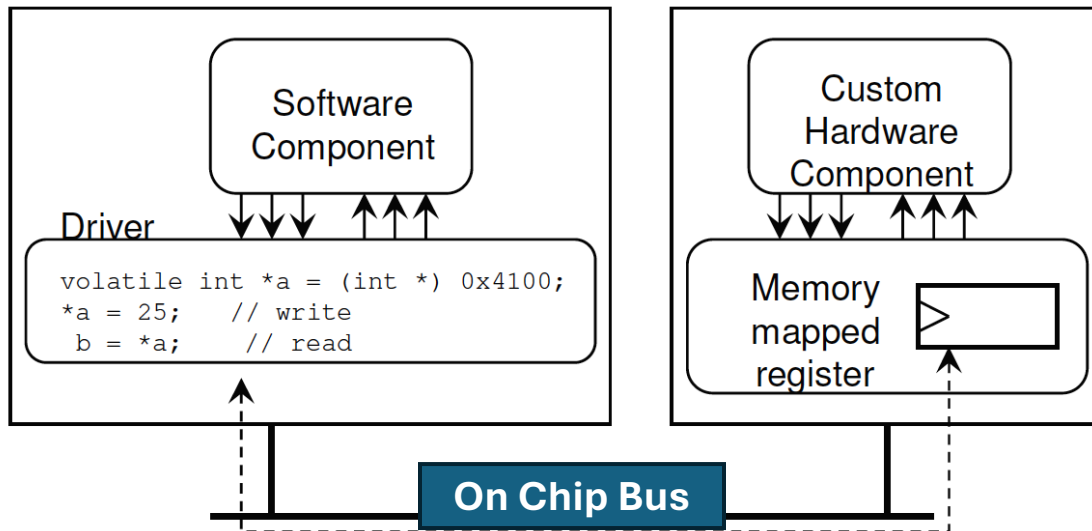 Software
Component
Driver
volatile int *a = (int *) 0x4100;
*a = 25;   // write
b = *a;    // read
Custom
Hardware
Component
Memory
mapped
register
On Chip Bus